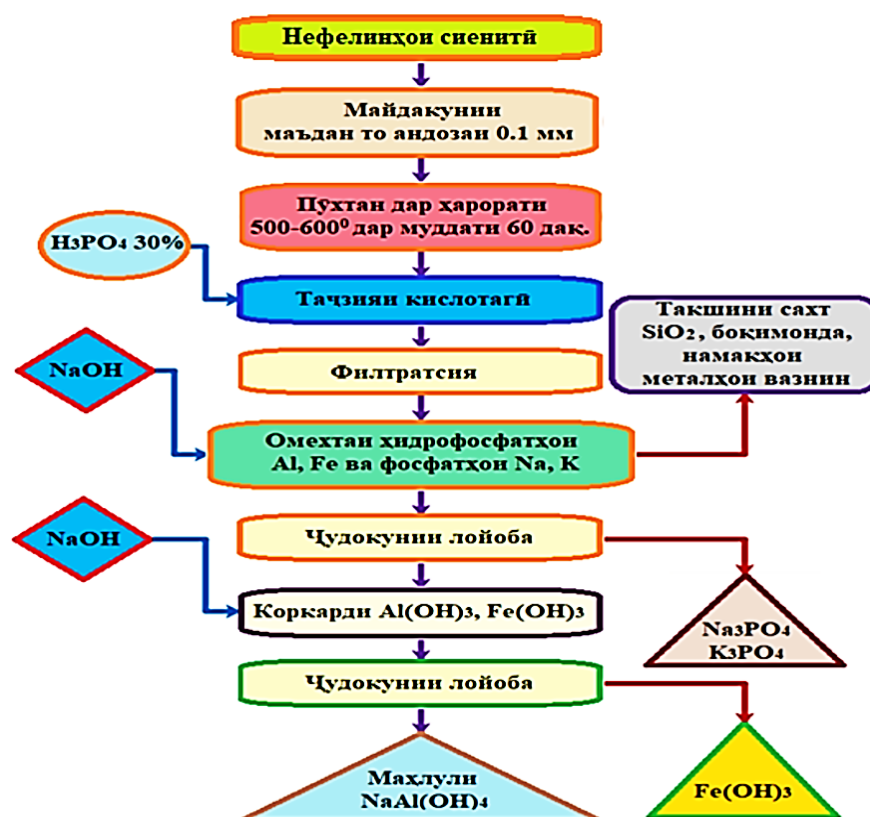 Нефелинҳои сиенитӣ
Майдакунии
маъдан то андозаи 0.1 мм
Пӯхтан дар ҳарорати
500-600⁰ дар муддати 60 дақ.
H₃PO₄ 30%
Таҷзияи кислотагӣ
Такшини сахт
SiO₂, боқимонда,
намакҳои
металҳои вазнин
NaOH
Филтратсия
Омехтаи ҳидрофосфатҳои
Al, Fe ва фосфатҳои Na, K
NaOH
Ҷудокунии лойоба
Коркарди Al(OH)₃, Fe(OH)₃
Na₃PO₄
K₃PO₄
Ҷудокунии лойоба
Маҳлули
NaAl(OH)₄
Fe(OH)₃